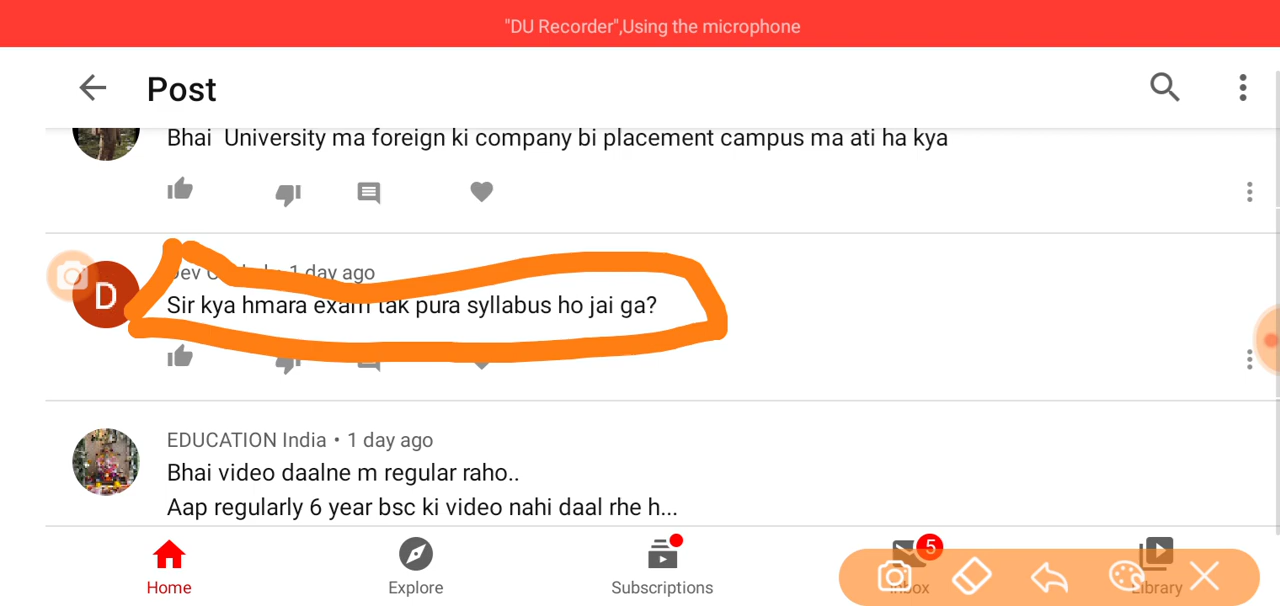 "DU Recorder",Using the microphone
Post
Bhai University ma foreign ki company bi placement campus ma ati ha kya
D
Dev 1 day ago
Sir kya hmara exam tak pura syllabus ho jai ga?
EDUCATION India • 1 day ago
Bhai video daalne m regular raho..
Aap regularly 6 year bsc ki video nahi daal rhe h...
5
Home
Explore
Subscriptions
Inbox
Library